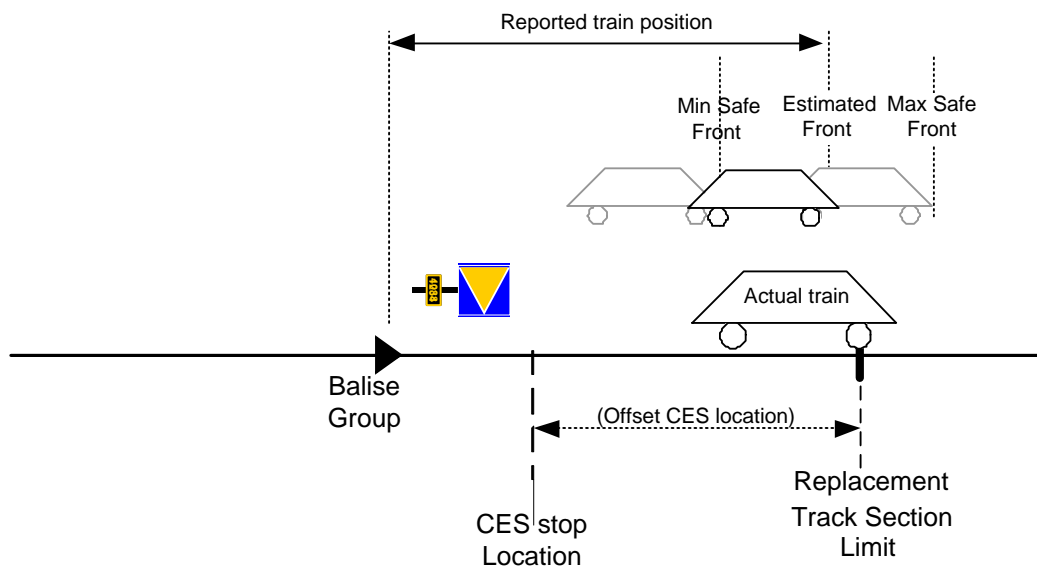 Reported train position
Min Safe
Front
Estimated
Front
Max Safe
Front
Actual train
Balise
Group
(Offset CES location)
CES stop
Location
Replacement
Track Section
Limit